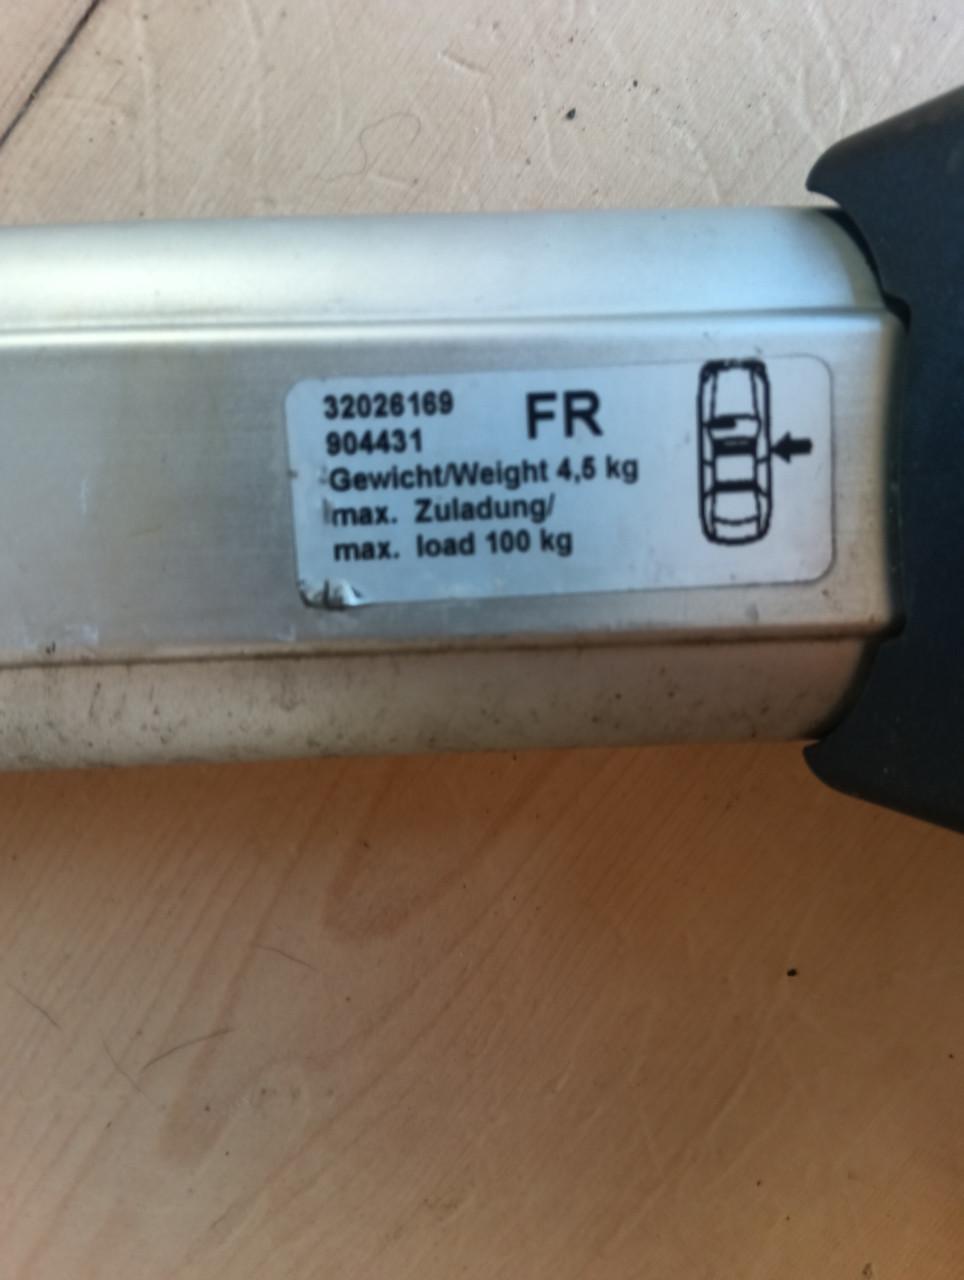 32026169
FR
904431
Gewicht/Weight 4,5 kg
max. Zuladung/
max. load 100 kg